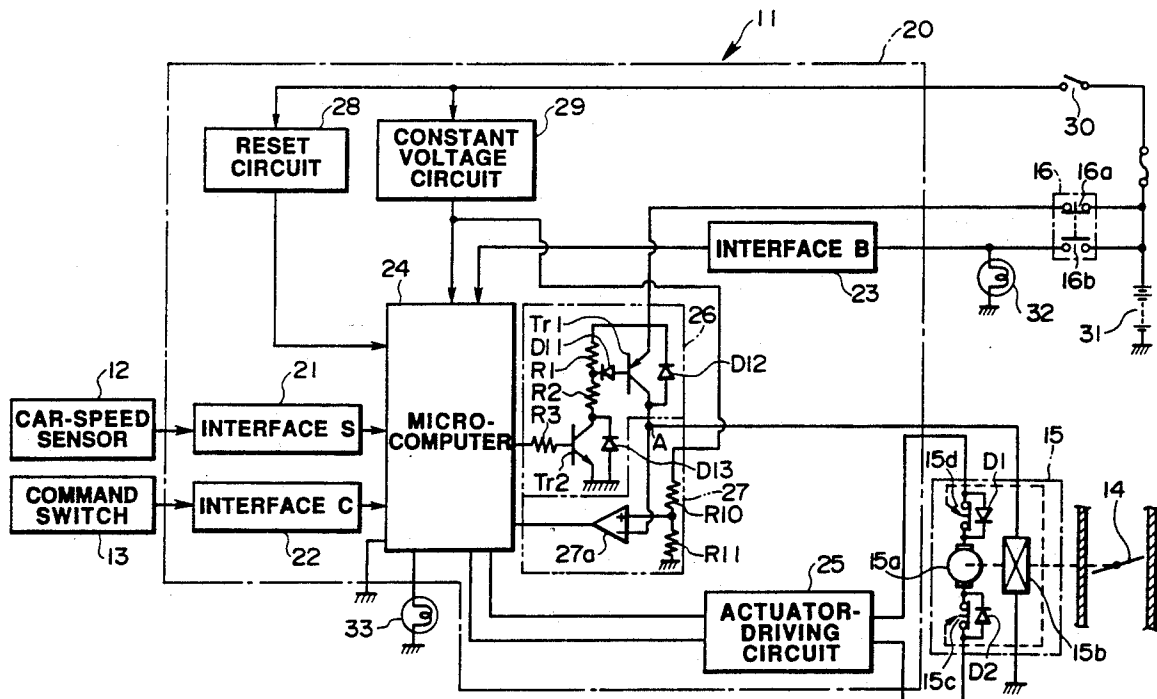 11
20
28
29
RESET
CIRCUIT
CONSTANT
VOLTAGE
CIRCUIT
30
16
16a
INTERFACE B
23
16b
32
31
24
Tr1
D11
R1
R2
R3
26
D12
12
21
CAR-SPEED
SENSOR
INTERFACE S
MICRO-
COMPUTER
A
D13
Tr2
COMMAND
SWITCH
INTERFACE C
13
22
27
R10
R11
27a
15
15d
D1
14
15a
25
ACTUATOR-
DRIVING
CIRCUIT
33
15c
D2
15b